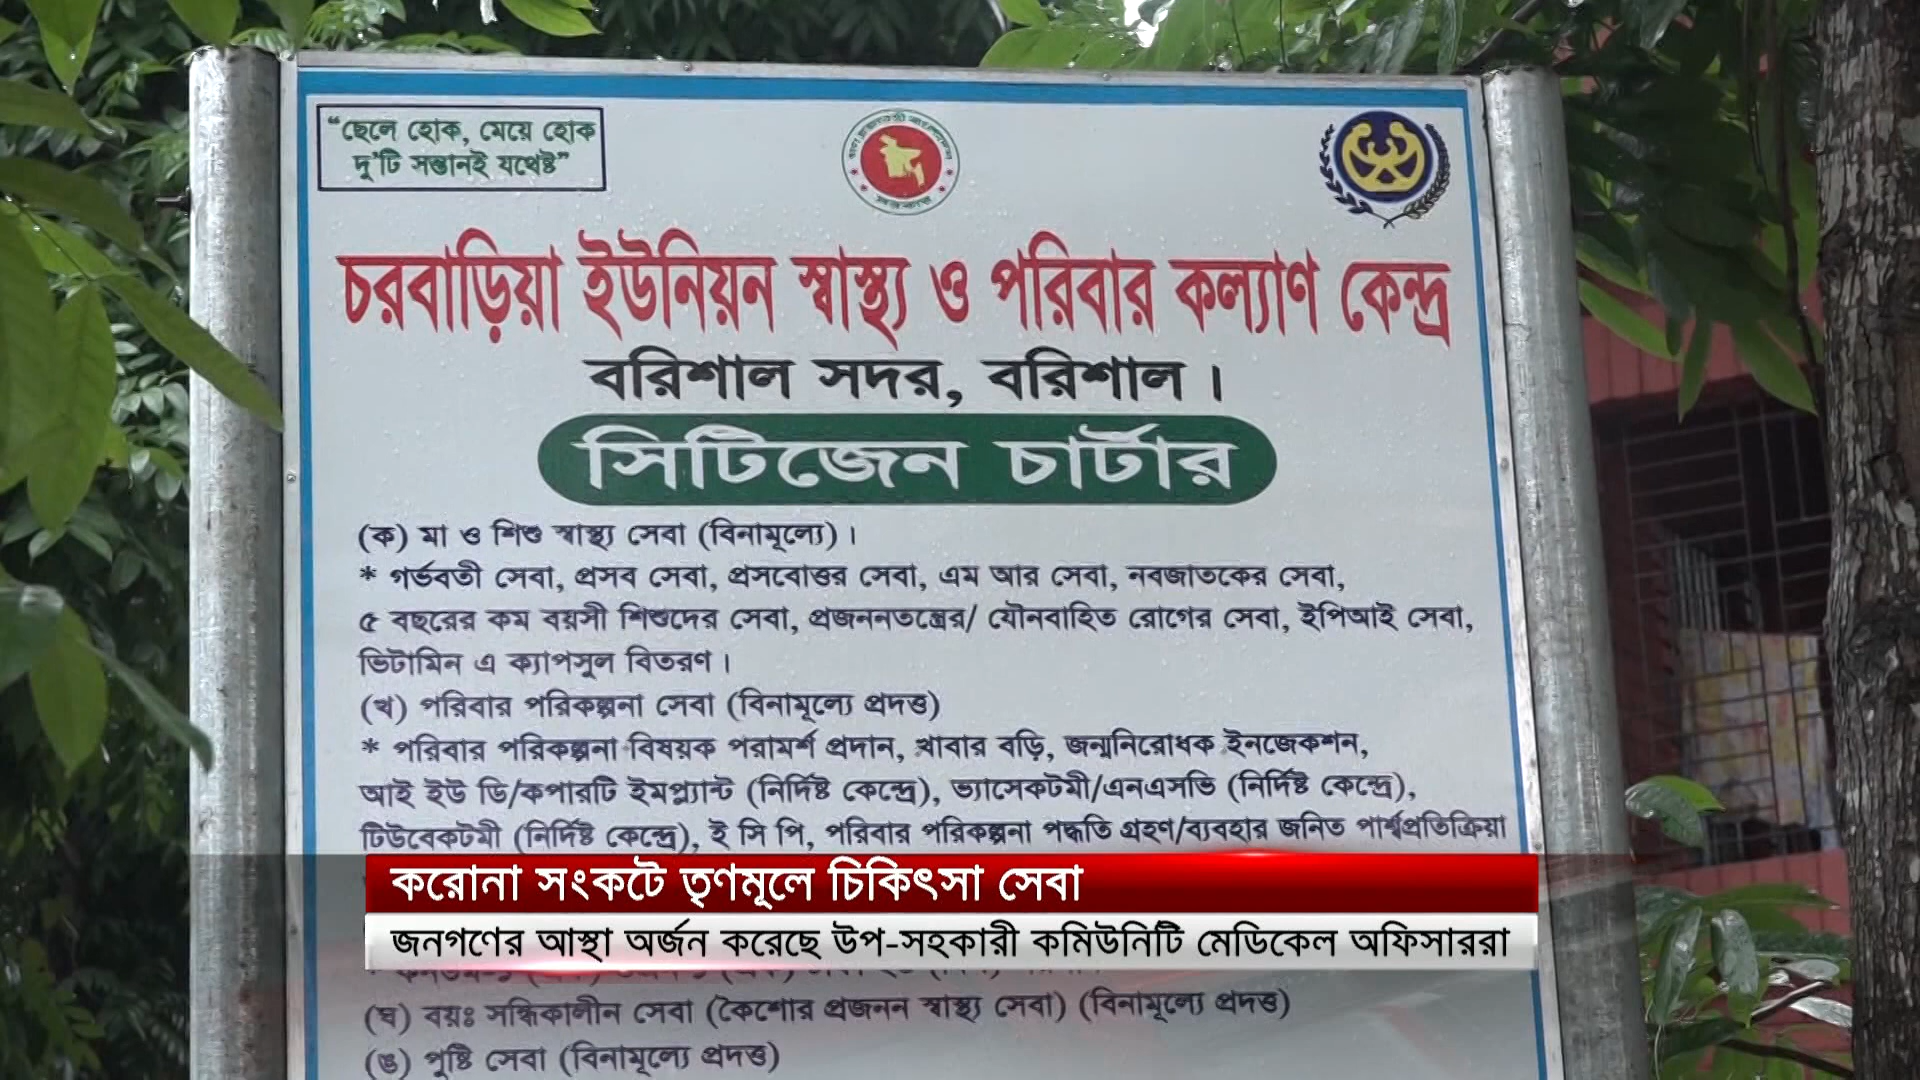 “ছেলে হোক, মেয়ে হোক
দু’টি সন্তানই যথেষ্ট”
চরবাড়িয়া ইউনিয়ন স্বাস্থ্য ও পরিবার কল্যাণ কেন্দ্র
বরিশাল সদর, বরিশাল।
সিটিজেন চার্টার
(ক) মা ও শিশু স্বাস্থ্য সেবা (বিনামূল্যে)।
* গর্ভবতী সেবা, প্রসব সেবা, প্রসবোত্তর সেবা, এম আর সেবা, নবজাতকের সেবা,
৫ বছরের কম বয়সী শিশুদের সেবা, প্রজননতন্ত্রের/ যৌনবাহিত রোগের সেবা, ইপিআই সেবা,
ভিটামিন এ ক্যাপসুল বিতরণ।
(খ) পরিবার পরিকল্পনা সেবা (বিনামূল্যে প্রদত্ত)
* পরিবার পরিকল্পনা বিষয়ক পরামর্শ প্রদান, খাবার বড়ি, জন্মনিরোধক ইনজেকশন,
আই ইউ ডি/কপারটি ইমপ্ল্যান্ট (নির্দিষ্ট কেন্দ্রে), ভ্যাসেকটমী/এনএসভি (নির্দিষ্ট কেন্দ্রে),
টিউবেকটমী (নির্দিষ্ট কেন্দ্রে), ই সি পি, পরিবার পরিকল্পনা পদ্ধতি গ্রহণ/ব্যবহার জনিত পার্শ্বপ্রতিক্রিয়া
করোনা সংকটে তৃণমূলে চিকিৎসা সেবা
জনগণের আস্থা অর্জন করেছে উপ-সহকারী কমিউনিটি মেডিকেল অফিসাররা
(ঘ) বয়ঃ সন্ধিকালীন সেবা (কৈশোর প্রজনন স্বাস্থ্য সেবা) (বিনামূল্যে প্রদত্ত)
(ঙ) পুষ্টি সেবা (বিনামূল্যে প্রদত্ত)